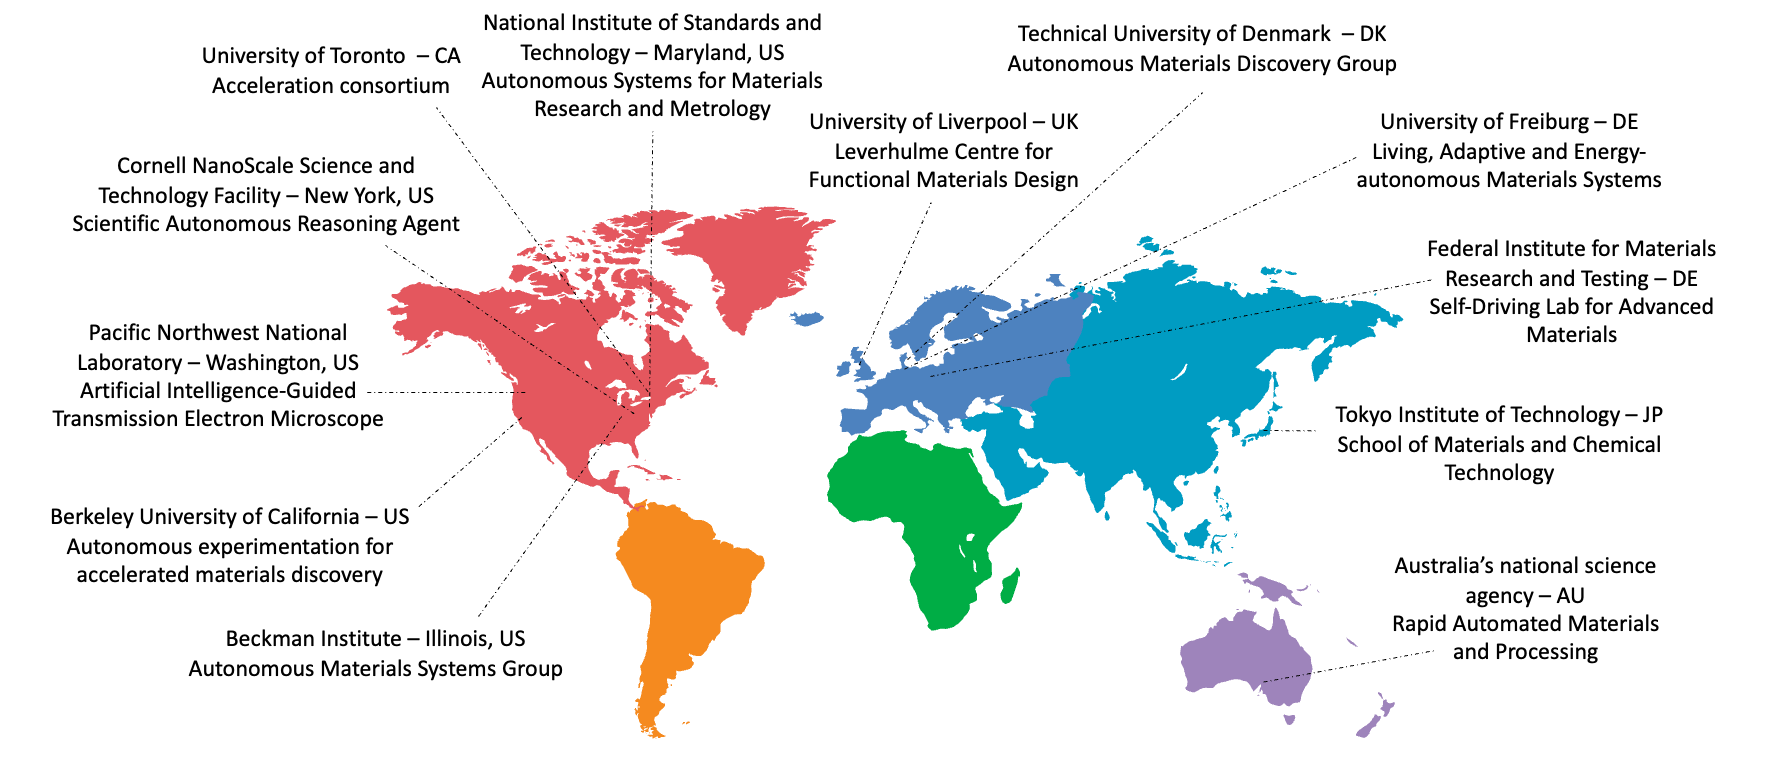 University of Toronto – CA
Acceleration consortium
National Institute of Standards and
Technology – Maryland, US
Autonomous Systems for Materials
Research and Metrology
Technical University of Denmark – DK
Autonomous Materials Discovery Group
University of Liverpool – UK
Leverhulme Centre for
Functional Materials Design
University of Freiburg – DE
Living, Adaptive and Energy-
autonomous Materials Systems
Cornell NanoScale Science and
Technology Facility – New York, US
Scientific Autonomous Reasoning Agent
Federal Institute for Materials
Research and Testing – DE
Self-Driving Lab for Advanced
Materials
Pacific Northwest National
Laboratory – Washington, US
Artificial Intelligence-Guided
Transmission Electron Microscope
Tokyo Institute of Technology – JP
School of Materials and Chemical
Technology
Berkeley University of California – US
Autonomous experimentation for
accelerated materials discovery
Australia’s national science
agency – AU
Rapid Automated Materials
and Processing
Beckman Institute – Illinois, US
Autonomous Materials Systems Group